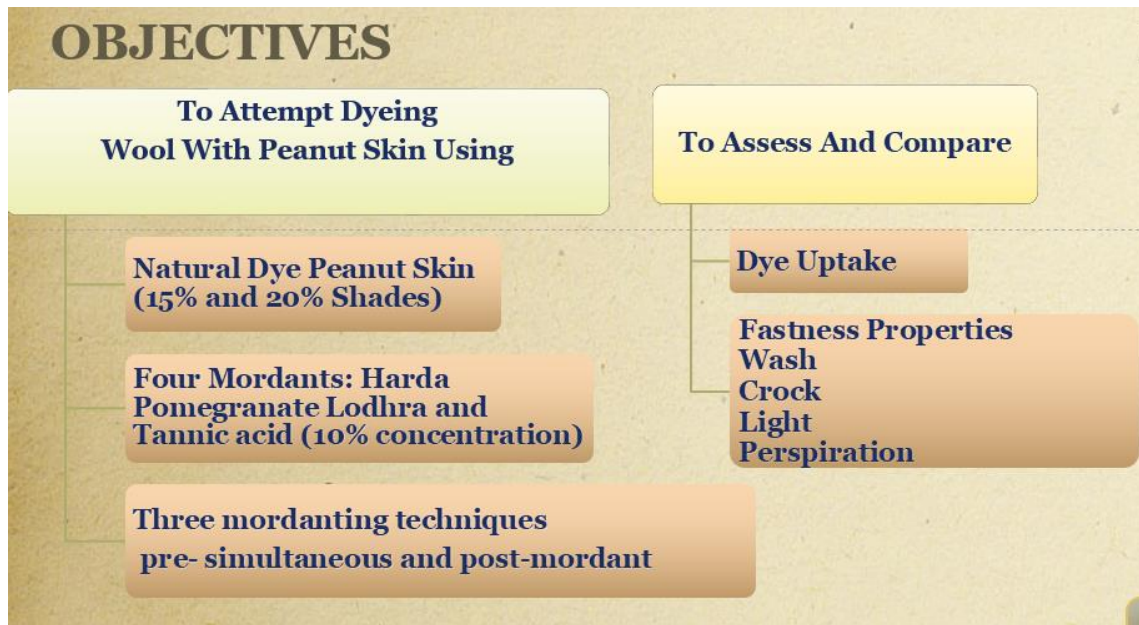 OBJECTIVES
To Attempt Dyeing
Wool With Peanut Skin Using
Natural Dye Peanut Skin
(15% and 20% Shades)
Four Mordants: Harda
Pomegranate Lodhra and
Tannic acid (10% concentration)
Three mordanting techniques
pre- simultaneous and post-mordant
To Assess And Compare
Dye Uptake
Fastness Properties
Wash
Crock
Light
Perspiration